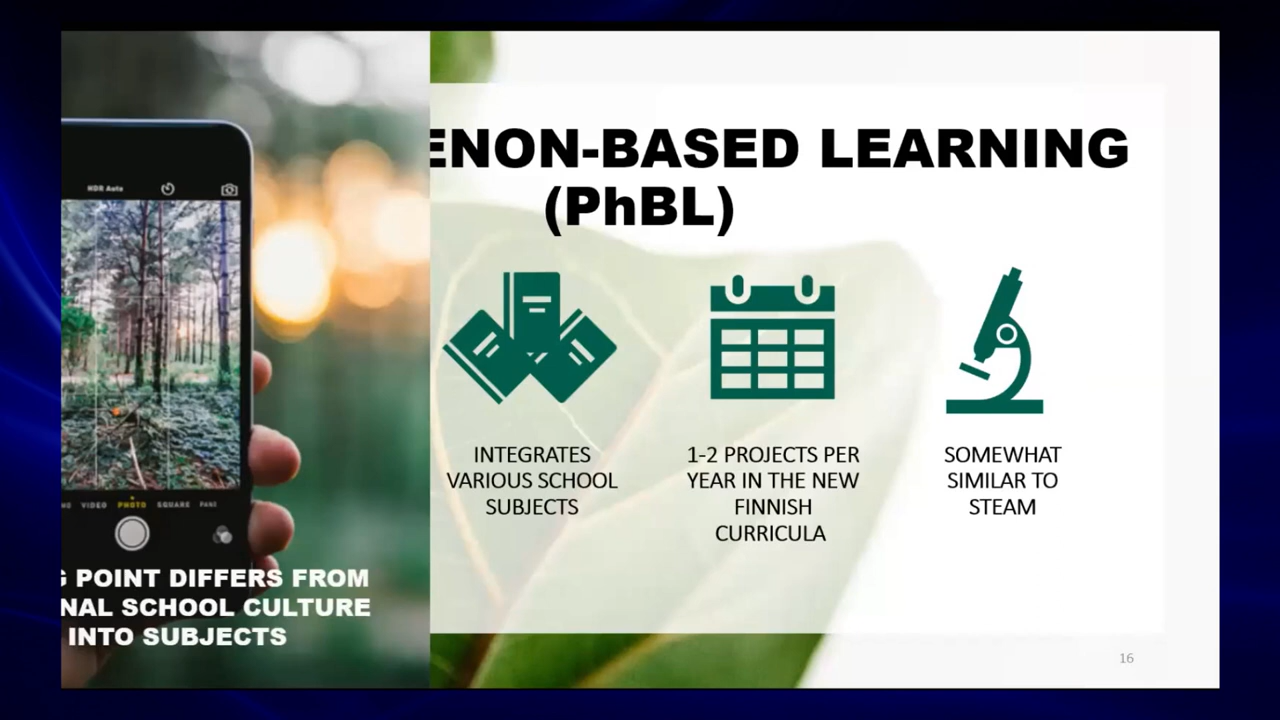 ENON-BASED LEARNING
(PhBL)
HDR Auto
INTEGRATES
VARIOUS SCHOOL
SUBJECTS
1-2 PROJECTS PER
YEAR IN THE NEW
FINNISH
CURRICULA
SOMEWHAT
SIMILAR TO
STEAM
VIDEO PHOTO SQUARE
G POINT DIFFERS FROM
NAL SCHOOL CULTURE
INTO SUBJECTS
16